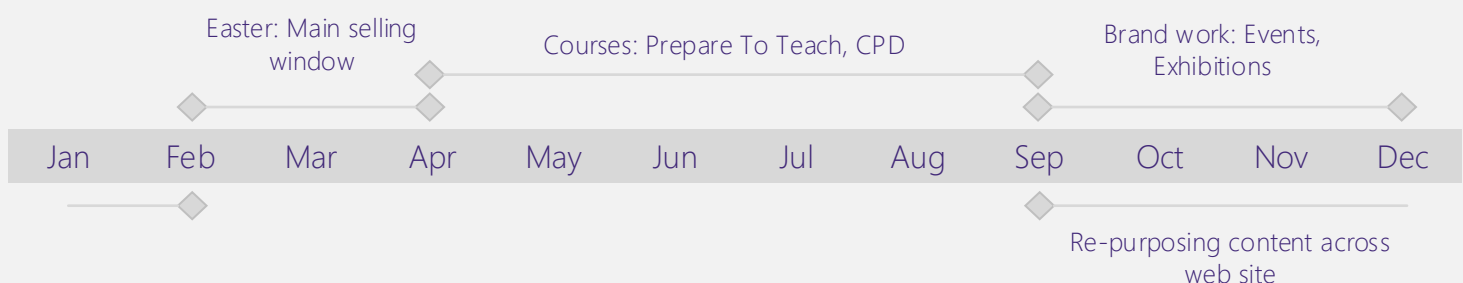 Easter: Main selling
window
Courses: Prepare To Teach, CPD
Brand work: Events,
Exhibitions
Jan Feb Mar Apr May Jun Jul Aug Sep Oct Nov Dec
Re-purposing content across
web site